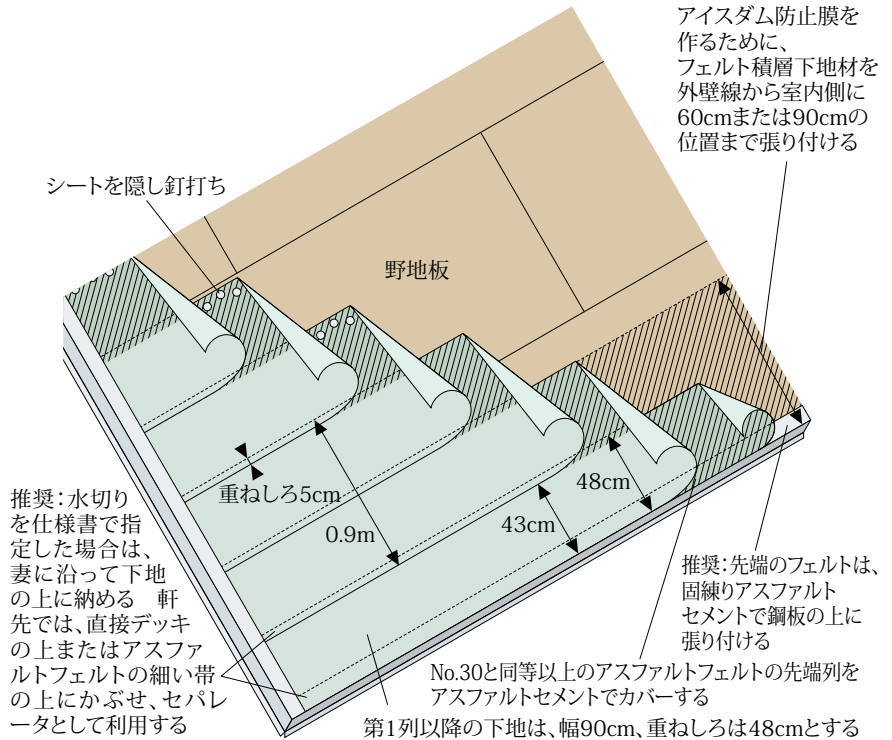 アイスダム防止膜を
作るために、
フェルト積層下地材を
外壁線から室内側に
60cmまたは90cmの
位置まで張り付ける
シートを隠し釘打ち
野地板
重ねしろ5cm
0.9m
48cm
43cm
推奨：水切り
を仕様書で指
定した場合は、
妻に沿って下地
の上に納める　軒
先では、直接デッキ
の上またはアスファ
ルトフェルトの細い帯
の上にかぶせ、セパレ
ータとして利用する
推奨：先端のフェルトは、
固練りアスファルト
セメントで鋼板の上に
張り付ける
No.30と同等以上のアスファルトフェルトの先端列を
アスファルトセメントでカバーする
第1列以降の下地は、幅90cm、重ねしろは48cmとする